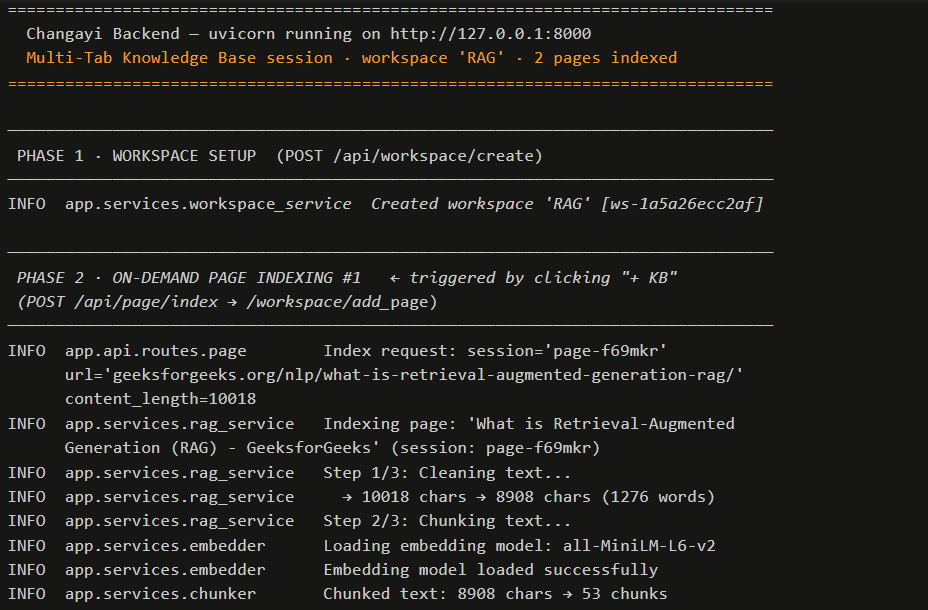 Changayi Backend — uvicorn running on http://127.0.0.1:8000
Multi-Tab Knowledge Base session · workspace 'RAG' · 2 pages indexed
PHASE 1 · WORKSPACE SETUP (POST /api/workspace/create)
INFO app.services.workspace_service Created workspace 'RAG' [ws-1a5a26ecc2af]
PHASE 2 · ON-DEMAND PAGE INDEXING #1 ← triggered by clicking "+ KB"
(POST /api/page/index → /workspace/add_page)
INFO app.api.routes.page Index request: session='page-f69mkr'
url='geeksforgeeks.org/nlp/what-is-retrieval-augmented-generation-rag/'
content_length=10018
INFO app.services.rag_service Indexing page: 'What is Retrieval-Augmented
Generation (RAG) - GeeksforGeeks' (session: page-f69mkr)
INFO app.services.rag_service Step 1/3: Cleaning text...
INFO app.services.rag_service → 10018 chars → 8908 chars (1276 words)
INFO app.services.rag_service Step 2/3: Chunking text...
INFO app.services.embedder Loading embedding model: all-MiniLM-L6-v2
INFO app.services.embedder Embedding model loaded successfully
INFO app.services.chunker Chunked text: 8908 chars → 53 chunks